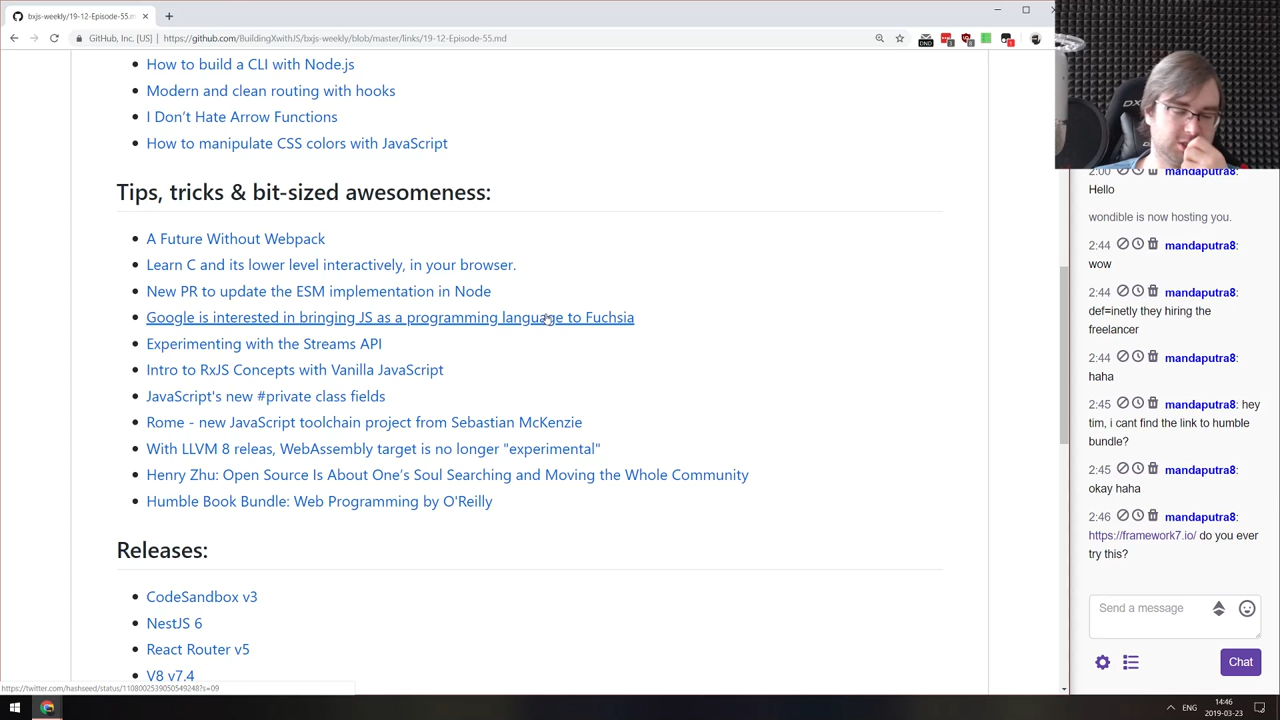 bxjs-weekly/19-12-Episode-55.m
GitHub, Inc. [US] | https://github.com/BuildingXwithJS/bxjs-weekly/blob/master/links/19-12-Episode-55.md
How to build a CLI with Node.js
Modern and clean routing with hooks
I Don't Hate Arrow Functions
How to manipulate CSS colors with JavaScript
Tips, tricks & bit-sized awesomeness:
A Future Without Webpack
Learn C and its lower level interactively, in your browser.
New PR to update the ESM implementation in Node
Google is interested in bringing JS as a programming language to Fuchsia
Experimenting with the Streams API
Intro to RxJS Concepts with Vanilla JavaScript
JavaScript's new #private class fields
Rome - new JavaScript toolchain project from Sebastian McKenzie
With LLVM 8 releas, WebAssembly target is no longer "experimental"
Henry Zhu: Open Source Is About One's Soul Searching and Moving the Whole Community
Humble Book Bundle: Web Programming by O'Reilly
Releases:
CodeSandbox v3
NestJS 6
React Router v5
V8 v7.4
https://twitter.com/hashseed/status/1108002539050549248?s=09
2:00 mandaputra8:
Hello
wondible is now hosting you.
2:44 mandaputra8:
wow
2:44 mandaputra8:
def=inetly they hiring the
freelancer
2:44 mandaputra8:
haha
2:45 mandaputra8: hey
tim, i cant find the link to humble
bundle?
2:45 mandaputra8:
okay haha
2:46 mandaputra8:
https://framework7.io/ do you ever
try this?
Send a message
Chat
ENG
14:46
2019-03-23